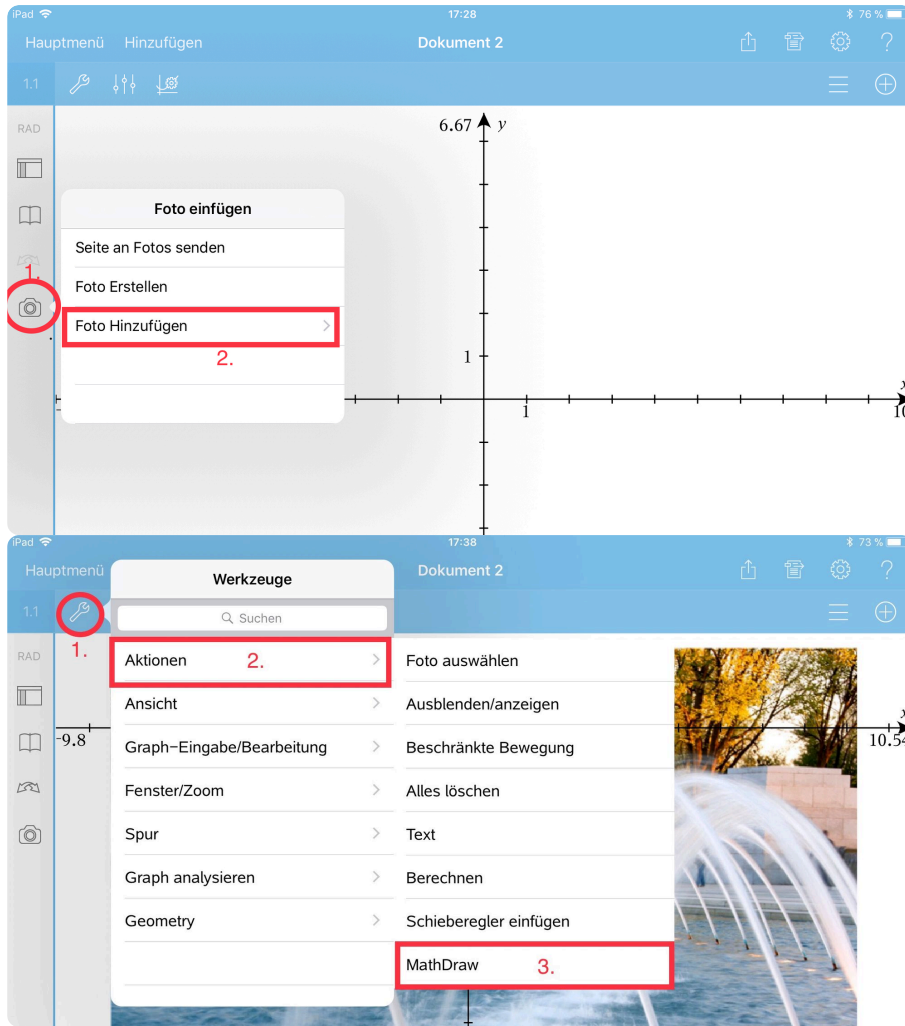 iPad 17:28 76 %
Hauptmenü Hinzufügen Dokument 2 ?
1.1
RAD
6.67 y
Foto einfügen
Seite an Fotos senden
1.
Foto Erstellen
Foto Hinzufügen
2.
1
x
1 10
iPad 17:38 73 %
Hauptmenü Werkzeuge Dokument 2 ?
1.1 Suchen
1.
RAD Aktionen 2. Foto auswählen
Ansicht Ausblenden/anzeigen
x
-9.8 Graph-Eingabe/Bearbeitung Beschränkte Bewegung 10.54
Fenster/Zoom Alles löschen
Spur Text
Graph analysieren Berechnen
Geometry Schieberegler einfügen
MathDraw 3.